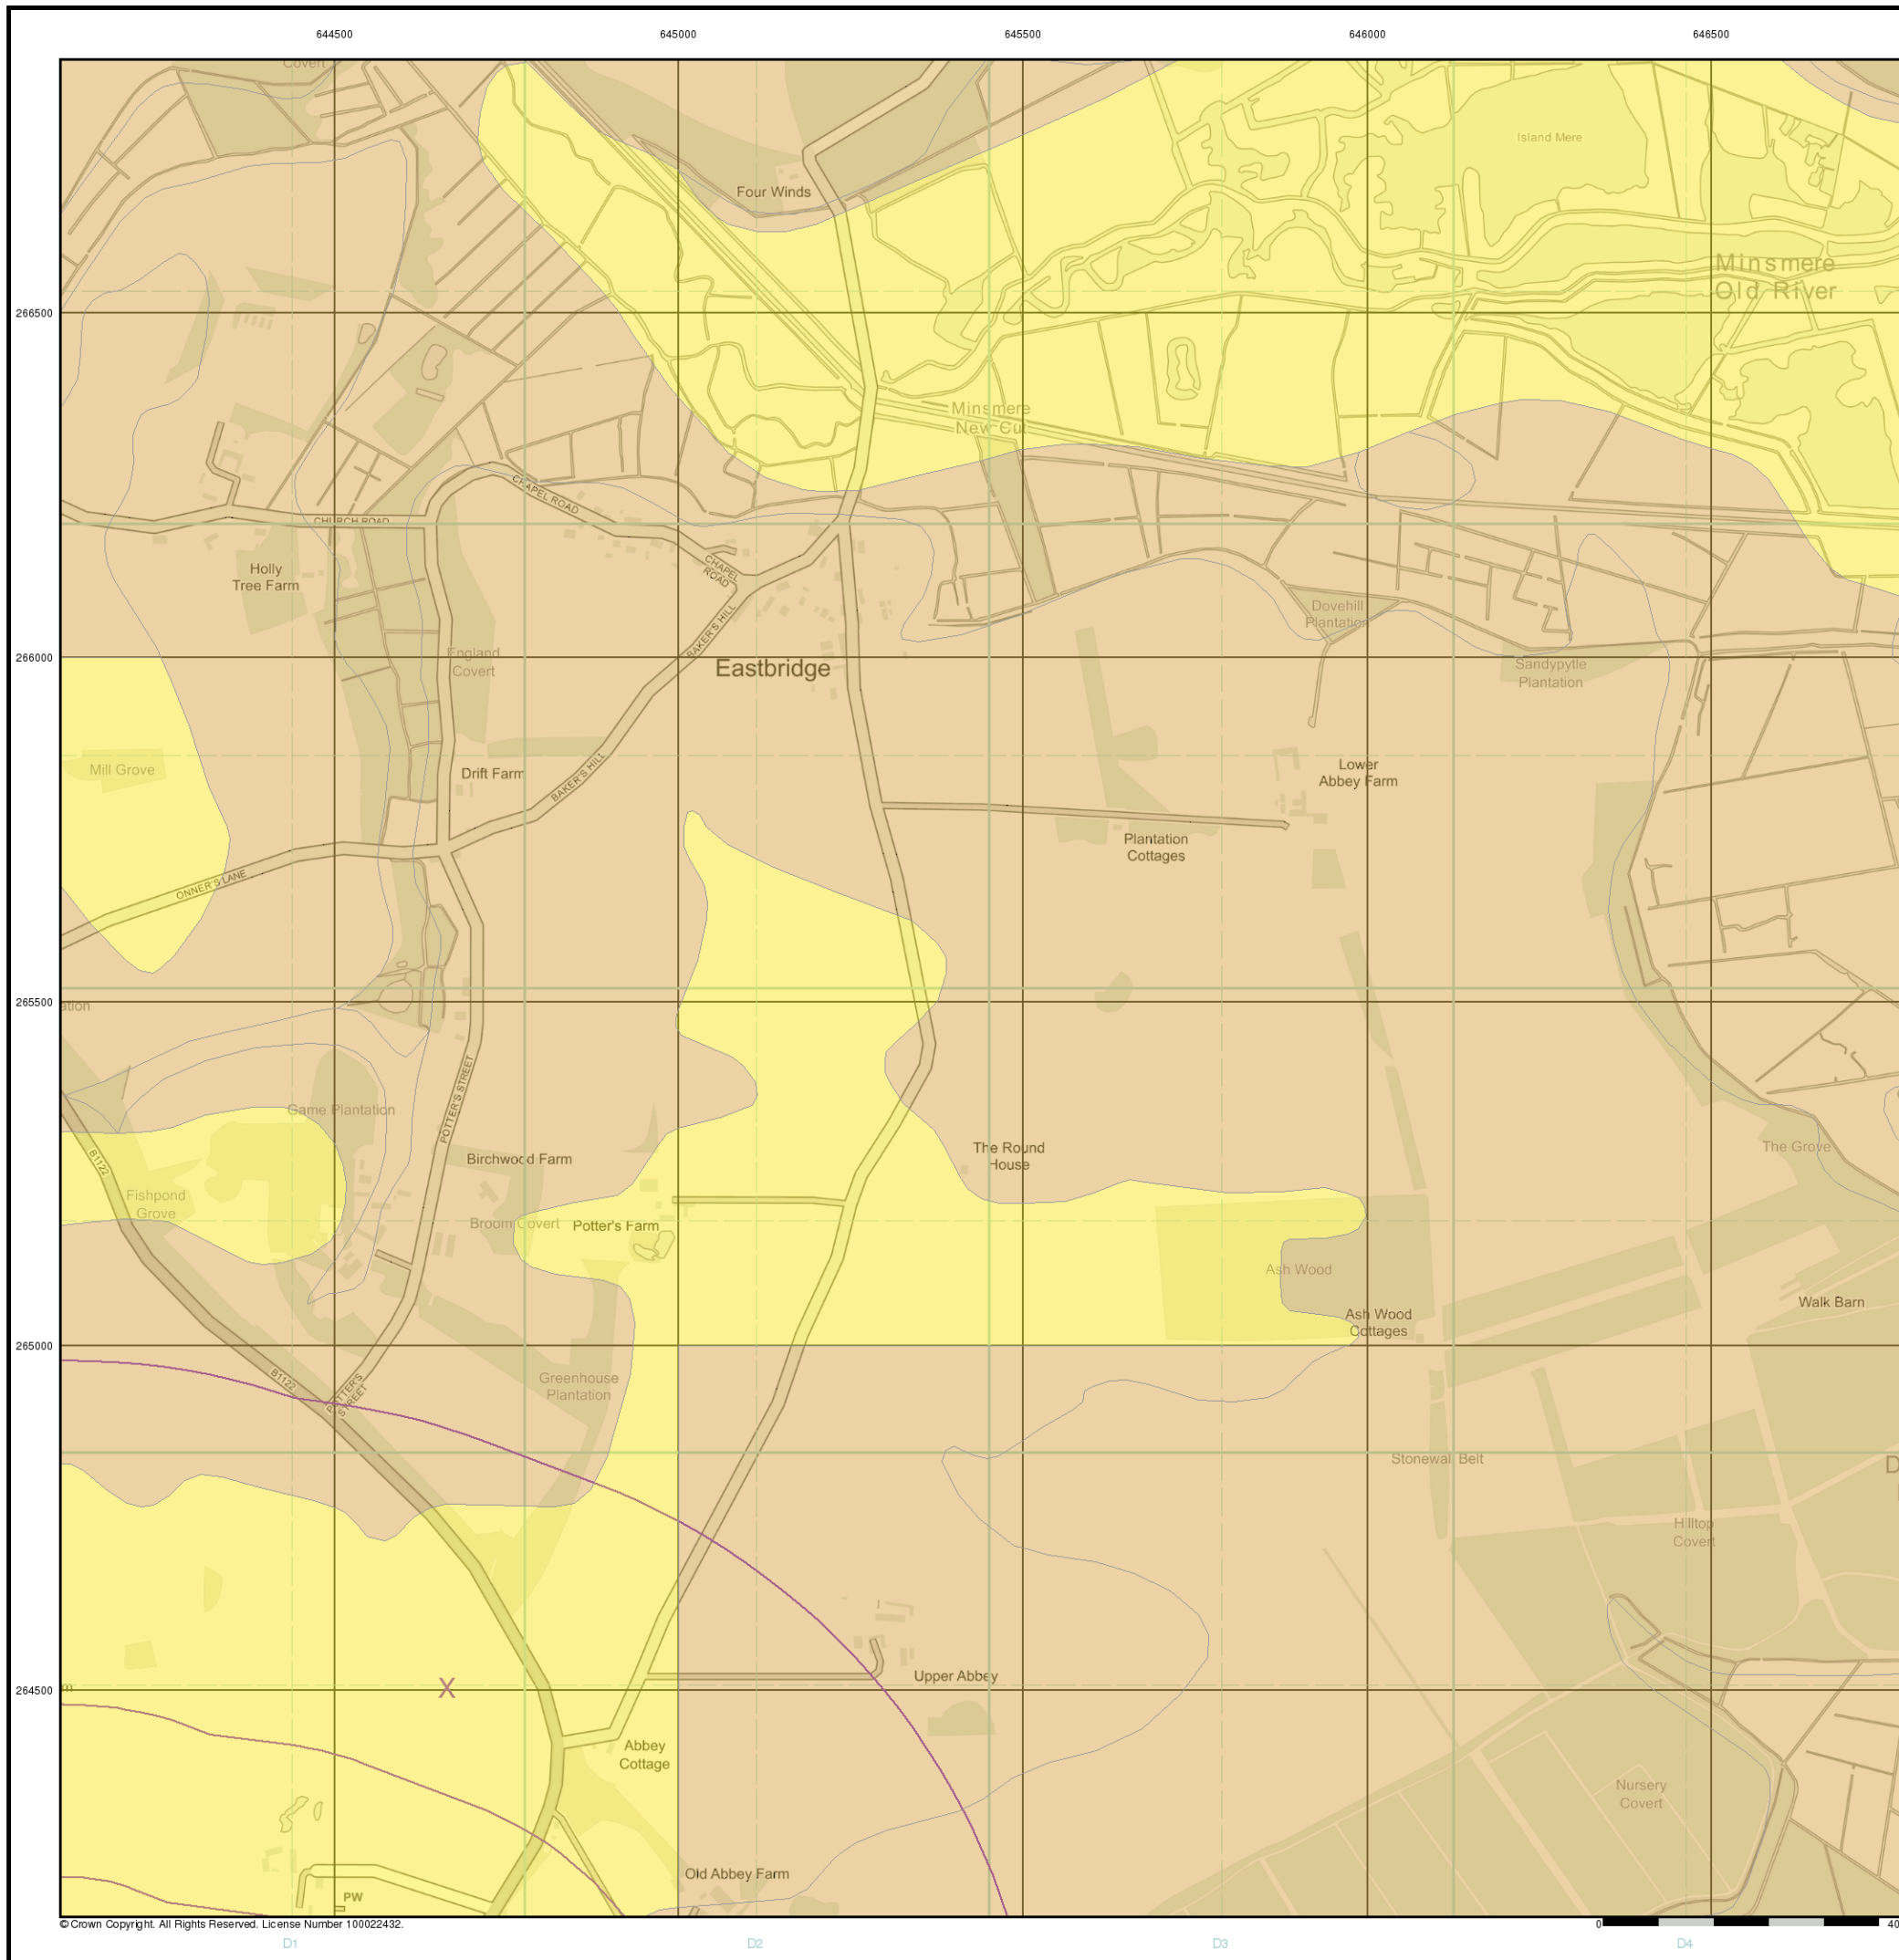 644500 645000 645500 646000 646500
Covert
Island Mere
Four Winds
Minsmere
Old River
266500
Minsmere
New Cut
CHAPEL ROAD
CHURCH ROAD
Holly
Tree Farm
CHAPEL
ROAD
BAKER'S HILL
Dovehill
Plantation
England
Covert
266000
Eastbridge
Sandypytle
Plantation
Mill Grove
Drift Farm
BAKER'S HILL
Lower
Abbey Farm
Plantation
Cottages
ONNER'S LANE
265500
ation
POTTER'S STREET
Game Plantation
B1122
Birchwood Farm
The Round
House
The Grove
Fishpond
Grove
Broom Covert
Potter's Farm
Ash Wood
Walk Barn
Ash Wood
Cottages
265000
B1122
POTTER'S
STREET
Greenhouse
Plantation
Stonewall Belt
D
Hilltop
Covert
Upper Abbey
264500
m
X
Abbey
Cottage
Nursery
Covert
Old Abbey Farm
PW
© Crown Copyright. All Rights Reserved. License Number 100022432.
0 40
D1 D2 D3 D4